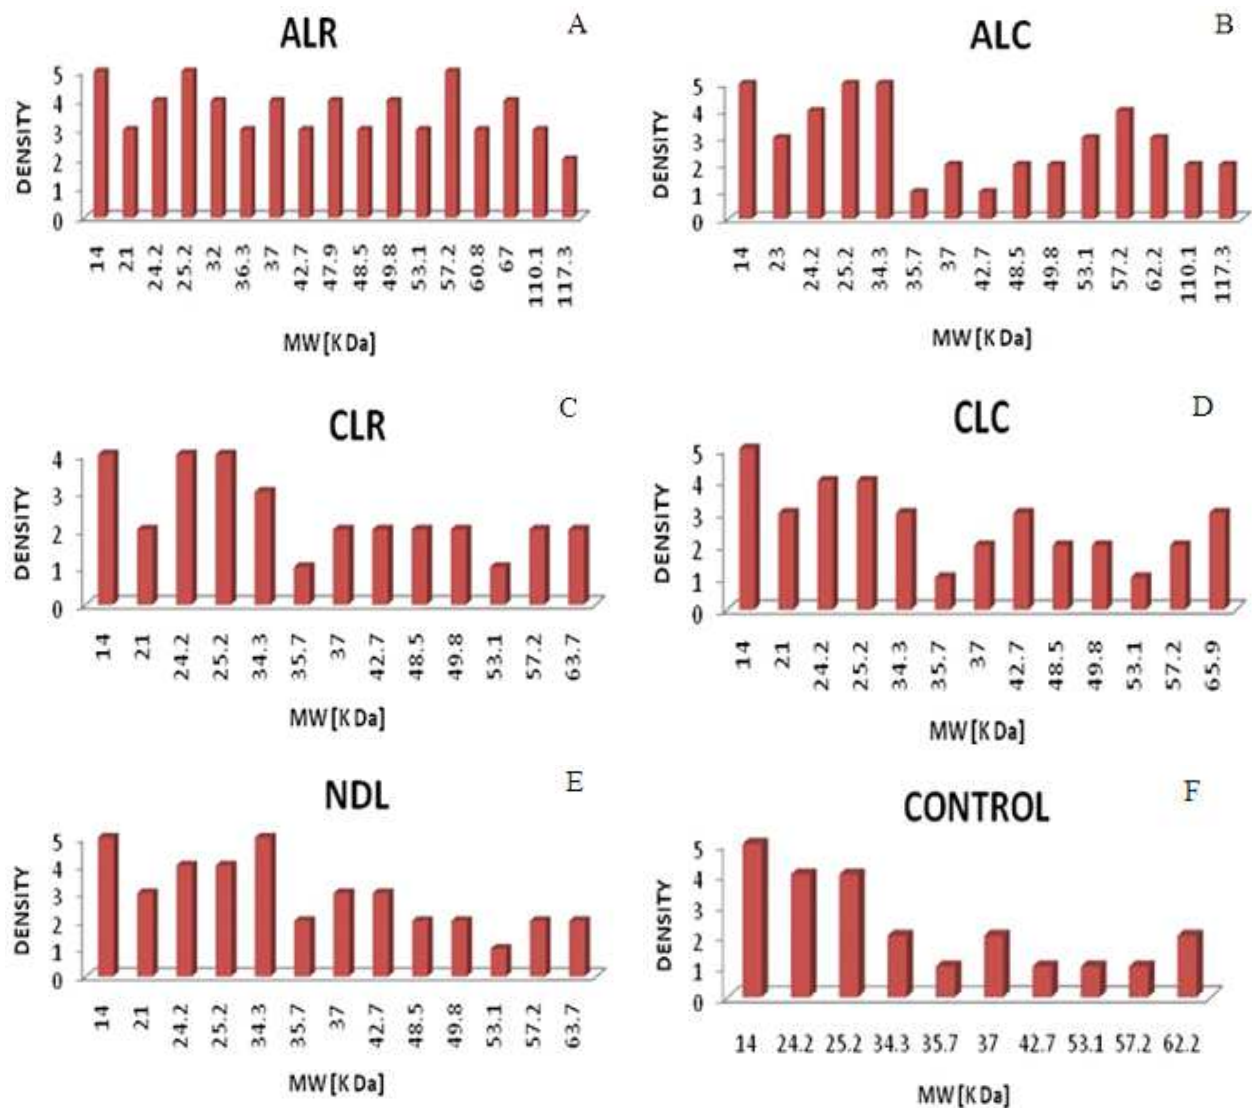 ALR
A
DENSITY
5
4
3
2
1
0
14 21 24.2 25.2 32 36.3 37 42.7 47.9 48.5 49.8 53.1 57.2 60.8 67 110.1 117.3
MW [K Da]
ALC
B
DENSITY
5
4
3
2
1
0
14 23 24.2 25.2 34.3 35.7 37 42.7 48.5 49.8 53.1 57.2 62.2 110.1 117.3
MW [K Da]
CLR
C
DENSITY
4
3
2
1
0
14 21 24.2 25.2 34.3 35.7 37 42.7 48.5 49.8 53.1 57.2 63.7
MW [K Da]
CLC
D
DENSITY
5
4
3
2
1
0
14 21 24.2 25.2 34.3 35.7 37 42.7 48.5 49.8 53.1 57.2 65.9
MW [K Da]
NDL
E
DENSITY
5
4
3
2
1
0
14 21 24.2 25.2 34.3 35.7 37 42.7 48.5 49.8 53.1 57.2 63.7
MW [K Da]
CONTROL
F
DENSITY
5
4
3
2
1
0
14 24.2 25.2 34.3 35.7 37 42.7 53.1 57.2 62.2
MW [K Da]